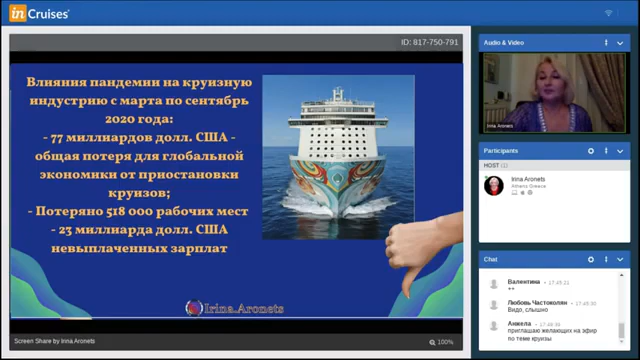 in Cruises®
ID: 817-750-791
Влияния пандемии на круизную
индустрию с марта по сентябрь
2020 года:
- 77 миллиардов долл. США -
общая потеря для глобальной
экономики от приостановки
круизов;
- Потеряно 518 000 рабочих мест
- 23 миллиарда долл. США
невыплаченных зарплат
Irina.Aronets
Screen Share by Irina Aronets
100%
Audio & Video
Irina Aronets
Participants
HOST (1)
Irina Aronets
Athens Greece
Chat
Валентина 17:45:21
++
Любовь Частоколян 17:45:30
Видо, слышно
Анжела
приглашаю желающих на эфир
по теме круизы